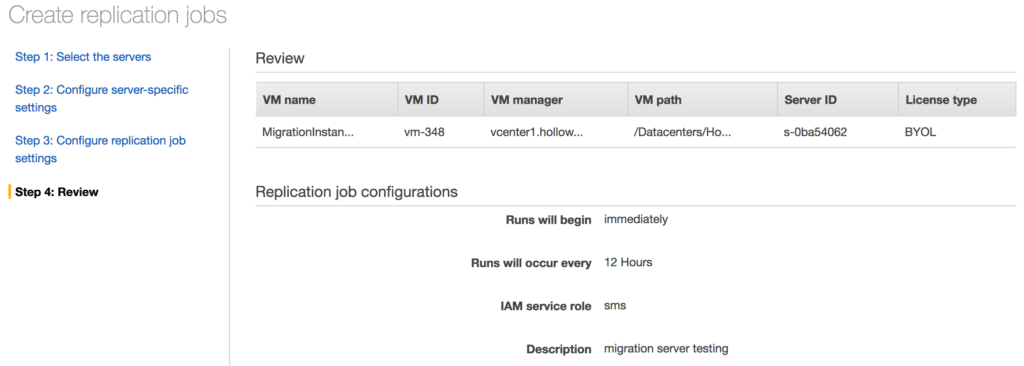 Create replication jobs
Step 1: Select the servers
Step 2: Configure server-specific
settings
Step 3: Configure replication job
settings
Step 4: Review
Review
VM name VM ID VM manager VM path Server ID License type
MigrationInstan... vm-348 vcenter1.hollow... /Datacenters/Ho... s-0ba54062 BYOL
Replication job configurations
Runs will begin immediately
Runs will occur every 12 Hours
IAM service role sms
Description migration server testing